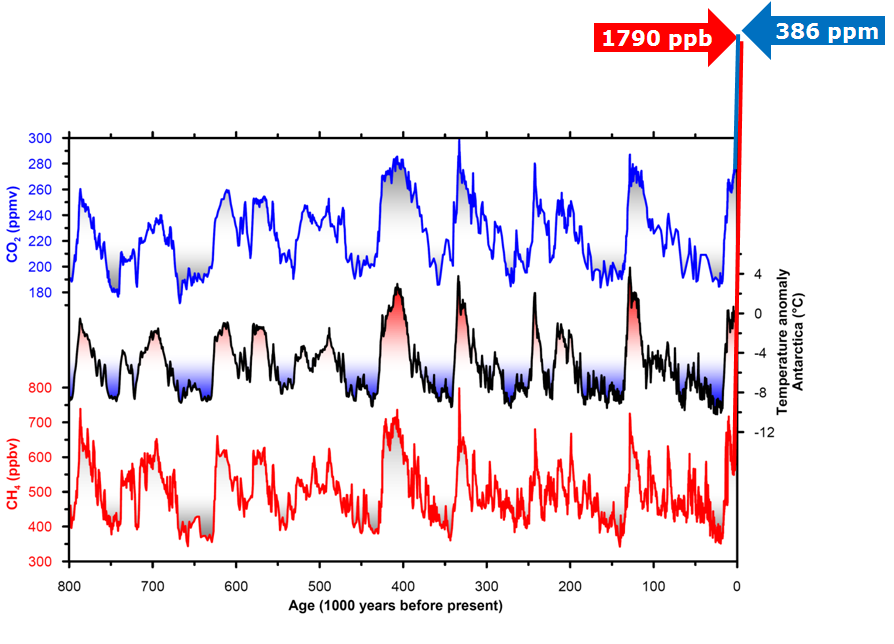 1790 ppb
386 ppm
300
280
260
240
220
200
180
CO2 (ppmv)
4
0
-4
-8
-12
Temperature anomaly
Antarctica (°C)
800
700
600
500
400
300
CH4 (ppbv)
800 700 600 500 400 300 200 100 0
Age (1000 years before present)